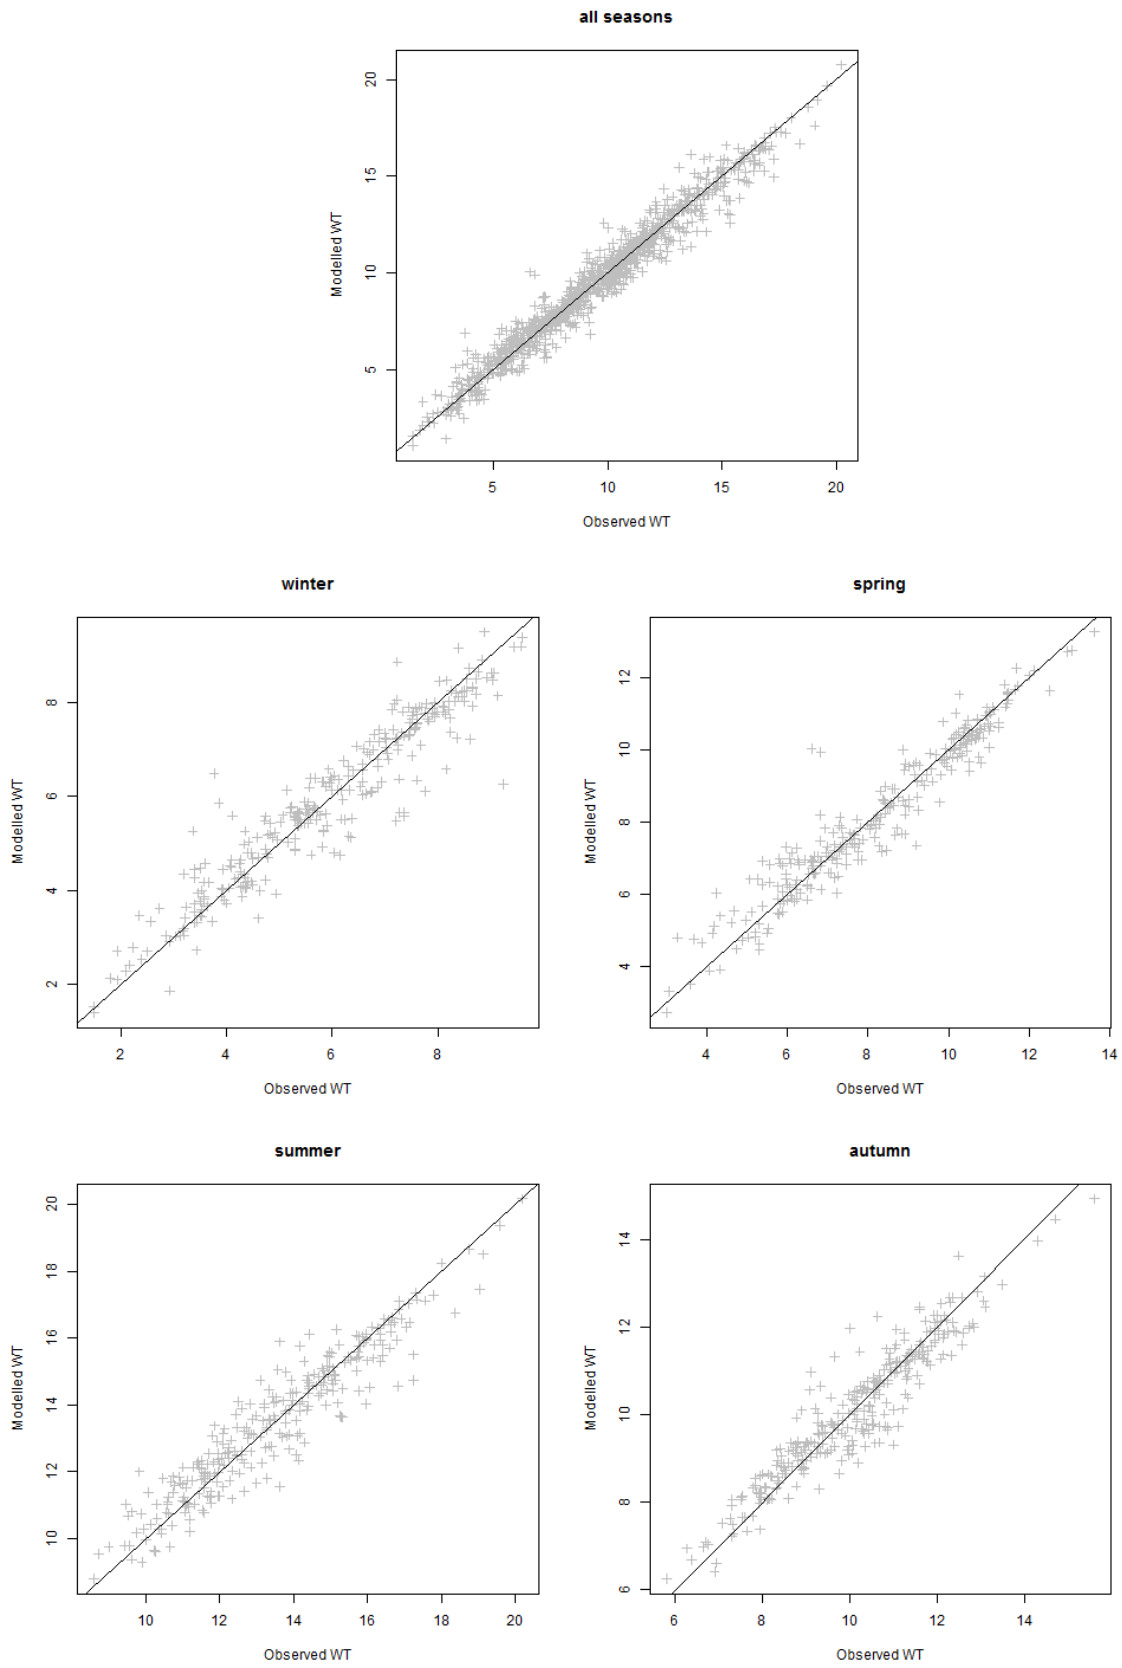 all seasons
20
15
10
5
Modelled WT
5 10 15 20
Observed WT
winter
8
6
4
2
Modelled WT
2 4 6 8
Observed WT
spring
12
10
8
6
4
Modelled WT
4 6 8 10 12 14
Observed WT
summer
20
18
16
14
12
10
Modelled WT
10 12 14 16 18 20
Observed WT
autumn
14
12
10
8
6
Modelled WT
6 8 10 12 14
Observed WT